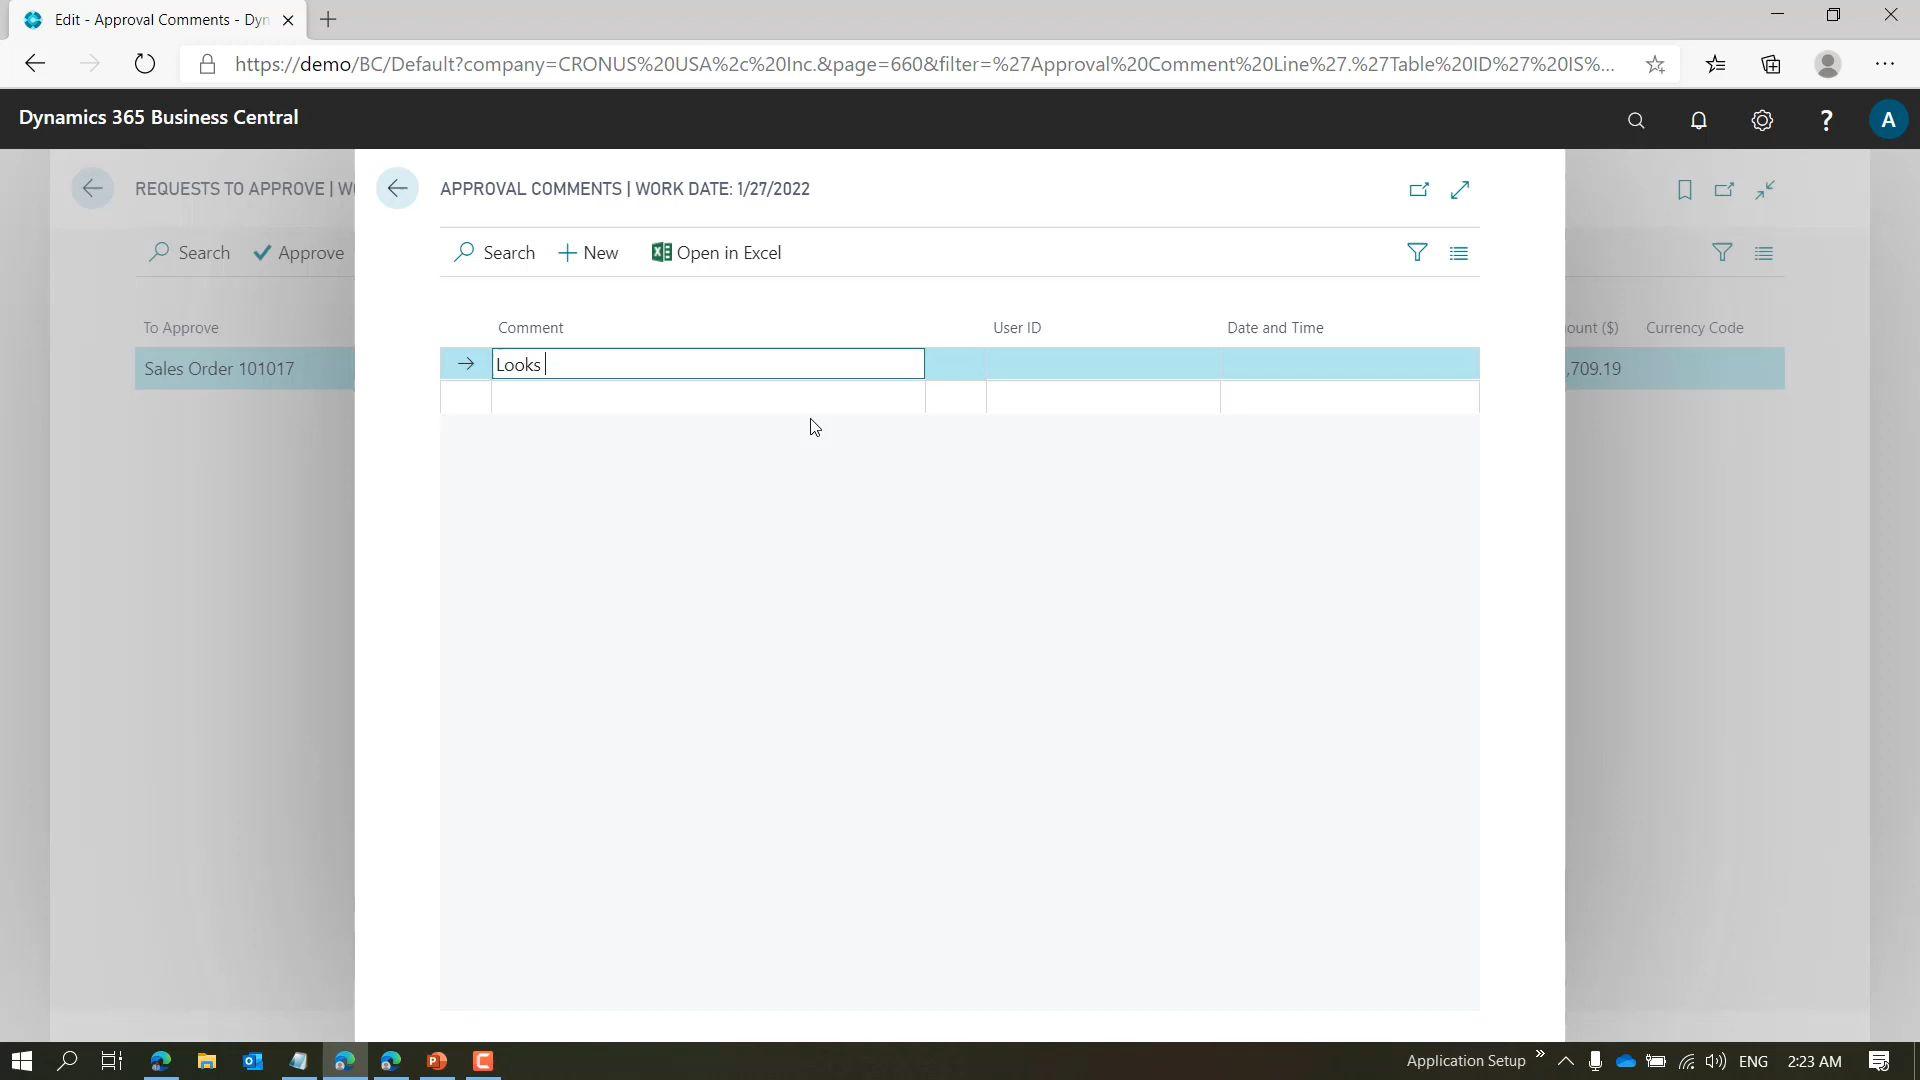 Edit - Approval Comments - Dyn
https://demo/BC/Default?company=CRONUS%20USA%2c%20Inc.&page=660&filter=%27Approval%20Comment%20Line%27.%27Table%20ID%27%20IS%...
Dynamics 365 Business Central
A
REQUESTS TO APPROVE | W
APPROVAL COMMENTS | WORK DATE: 1/27/2022
Search
Approve
Search
New
Open in Excel
To Approve
Comment
User ID
Date and Time
ount ($)
Currency Code
Sales Order 101017
Looks
,709.19
Application Setup
ENG
2:23 AM